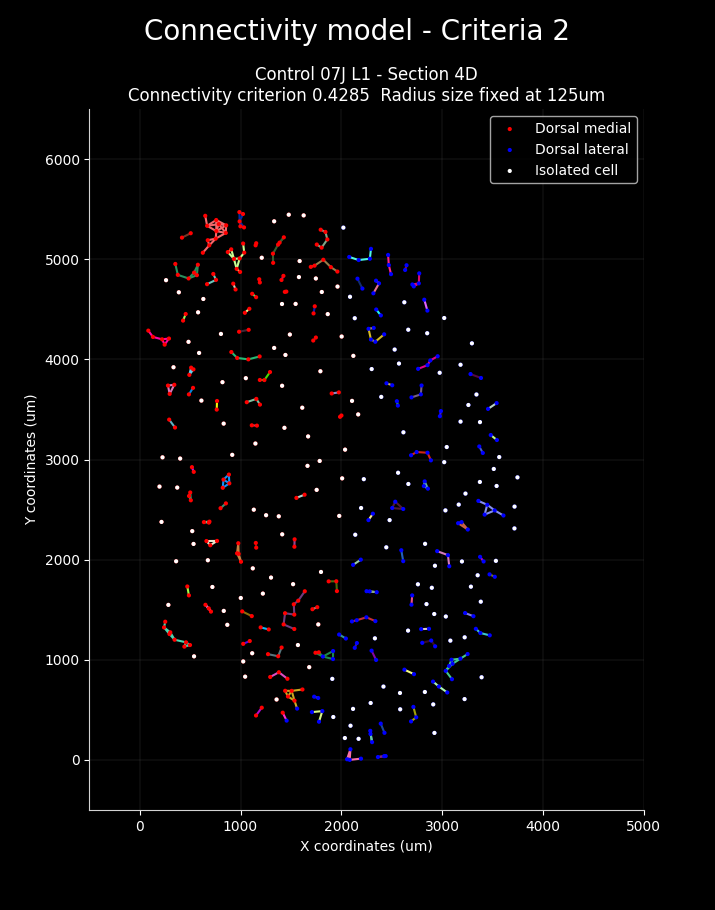 Connectivity model - Criteria 2
Control 07J L1 - Section 4D
Connectivity criterion 0.4285  Radius size fixed at 125um
Dorsal medial
Dorsal lateral
Isolated cell
6000
5000
4000
3000
2000
1000
0
Y coordinates (um)
0
1000
2000
3000
4000
5000
X coordinates (um)